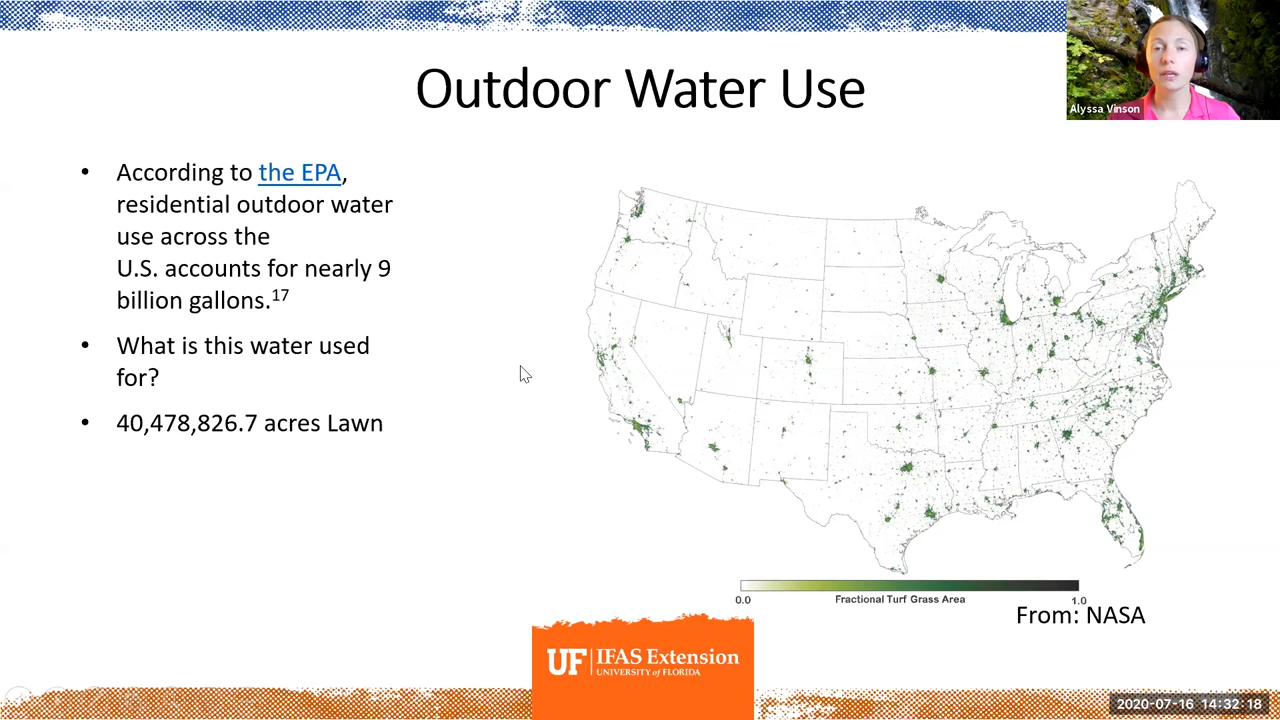 Outdoor Water Use
Alyssa Vinson
• According to the EPA,
residential outdoor water
use across the
U.S. accounts for nearly 9
billion gallons.17
• What is this water used
for?
• 40,478,826.7 acres Lawn
0.0
Fractional Turf Grass Area
1.0
From: NASA
UF IFAS Extension
UNIVERSITY of FLORIDA
2020-07-16 14:32:18